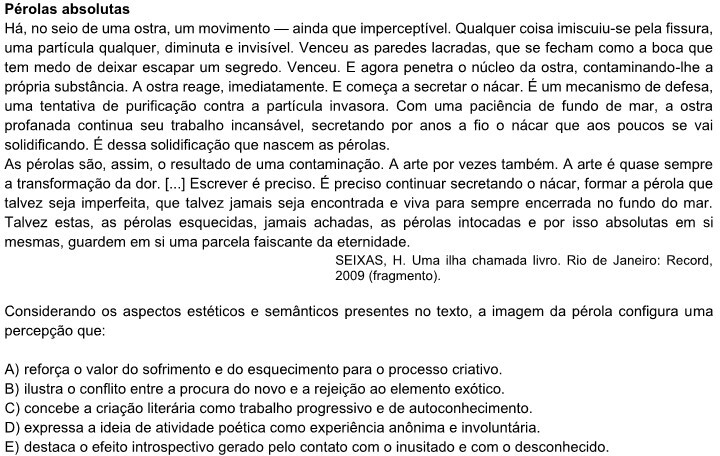 Pérolas absolutas
Há, no seio de uma ostra, um movimento — ainda que imperceptível. Qualquer coisa imiscuiu-se pela fissura,
uma partícula qualquer, diminuta e invisível. Venceu as paredes lacradas, que se fecham como a boca que
tem medo de deixar escapar um segredo. Venceu. E agora penetra o núcleo da ostra, contaminando-lhe a
própria substância. A ostra reage, imediatamente. E começa a secretar o nácar. É um mecanismo de defesa,
uma tentativa de purificação contra a partícula invasora. Com uma paciência de fundo de mar, a ostra
profanada continua seu trabalho incansável, secretando por anos a fio o nácar que aos poucos se vai
solidificando. É dessa solidificação que nascem as pérolas.
As pérolas são, assim, o resultado de uma contaminação. A arte por vezes também. A arte é quase sempre
a transformação da dor. [...] Escrever é preciso. É preciso continuar secretando o nácar, formar a pérola que
talvez seja imperfeita, que talvez jamais seja encontrada e viva para sempre encerrada no fundo do mar.
Talvez estas, as pérolas esquecidas, jamais achadas, as pérolas intocadas e por isso absolutas em si
mesmas, guardem em si uma parcela faiscante da eternidade.
SEIXAS, H. Uma ilha chamada livro. Rio de Janeiro: Record,
2009 (fragmento).
Considerando os aspectos estéticos e semânticos presentes no texto, a imagem da pérola configura uma
percepção que:
A) reforça o valor do sofrimento e do esquecimento para o processo criativo.
B) ilustra o conflito entre a procura do novo e a rejeição ao elemento exótico.
C) concebe a criação literária como trabalho progressivo e de autoconhecimento.
D) expressa a ideia de atividade poética como experiência anônima e involuntária.
E) destaca o efeito introspectivo gerado pelo contato com o inusitado e com o desconhecido.